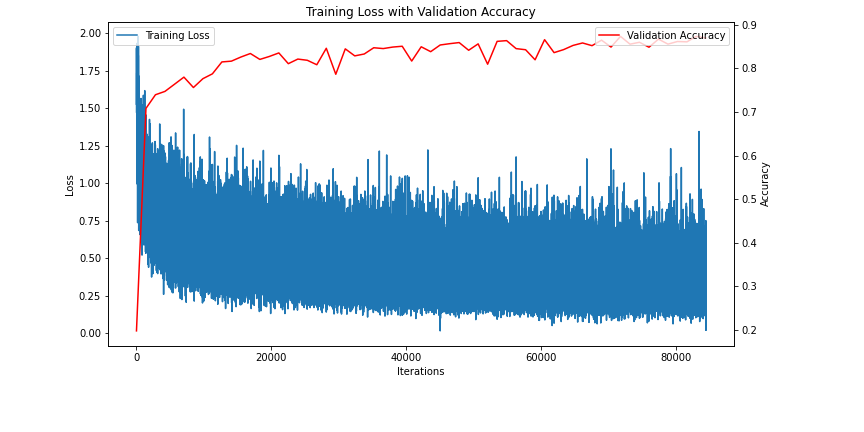 Training Loss with Validation Accuracy
Training Loss
Validation Accuracy
2.00
1.75
1.50
1.25
1.00
0.75
0.50
0.25
0.00
Loss
0.9
0.8
0.7
0.6
0.5
0.4
0.3
0.2
Accuracy
0 20000 40000 60000 80000
Iterations